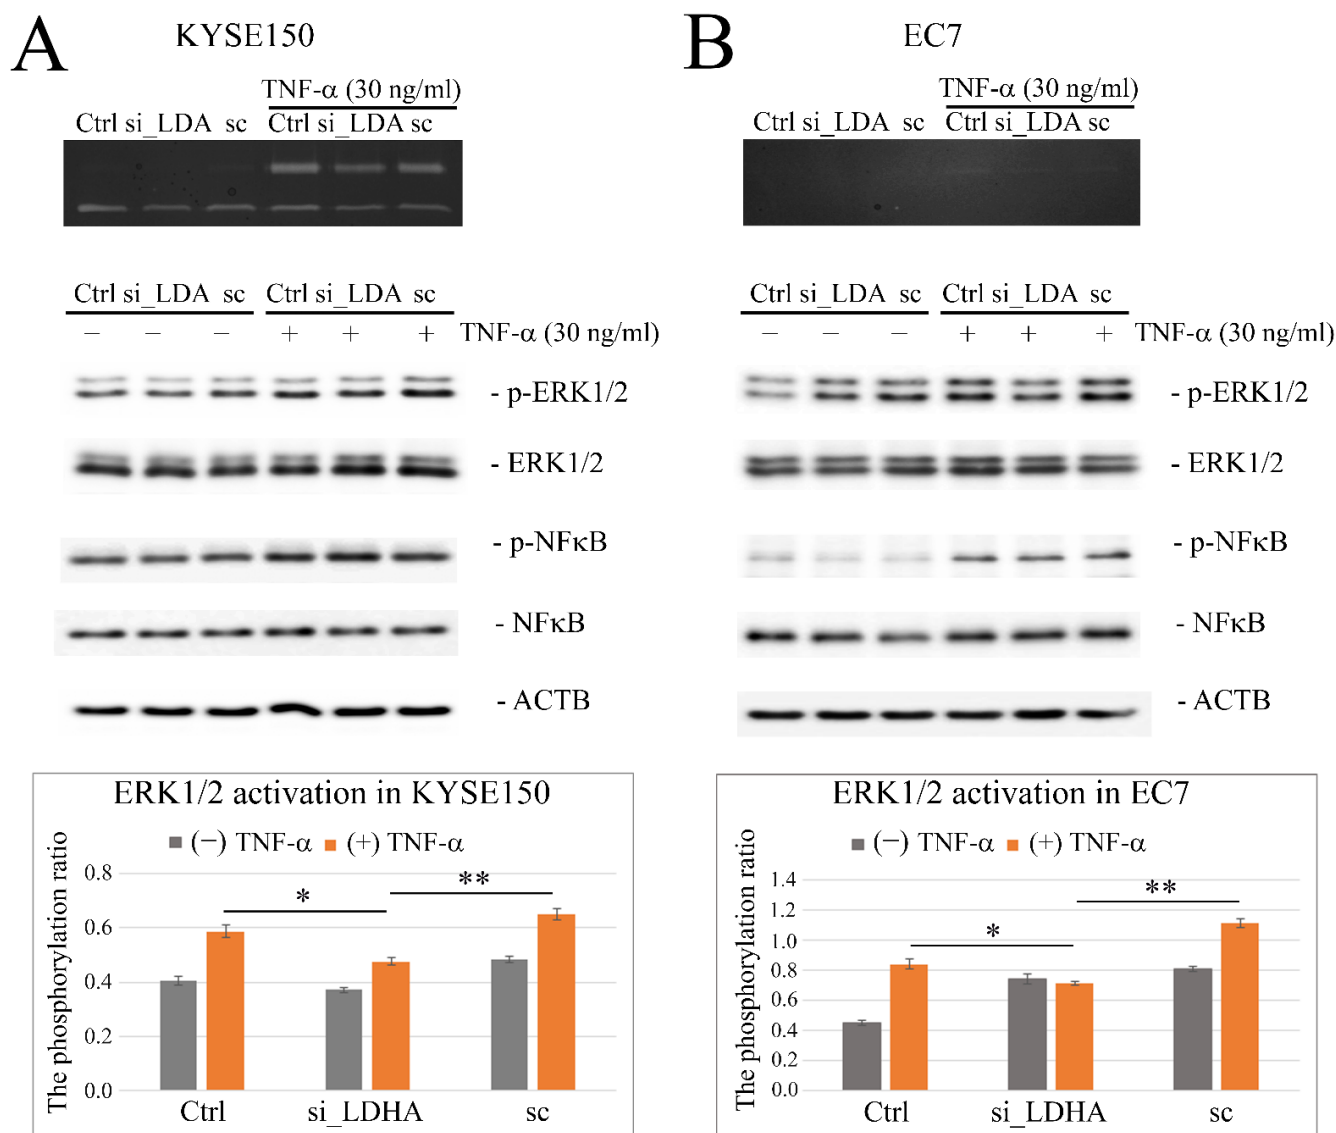 A
KYSE150
TNF-α (30 ng/ml)
Ctrl si_LDA sc
Ctrl si_LDA sc
Ctrl si_LDA sc
Ctrl si_LDA sc
− − − + + + TNF-α (30 ng/ml)
- p-ERK1/2
- ERK1/2
- p-NFκB
- NFκB
- ACTB
ERK1/2 activation in KYSE150
(−) TNF-α
(+) TNF-α
The phosphorylation ratio
0.8
0.6
0.4
0.2
0.0
*
**
Ctrl
si_LDHA
sc
B
EC7
TNF-α (30 ng/ml)
Ctrl si_LDA sc
Ctrl si_LDA sc
Ctrl si_LDA sc
Ctrl si_LDA sc
− − − + + + TNF-α (30 ng/ml)
- p-ERK1/2
- ERK1/2
- p-NFκB
- NFκB
- ACTB
ERK1/2 activation in EC7
(−) TNF-α
(+) TNF-α
The phosphorylation ratio
1.4
1.2
1.0
0.8
0.6
0.4
0.2
0.0
*
**
Ctrl
si_LDHA
sc